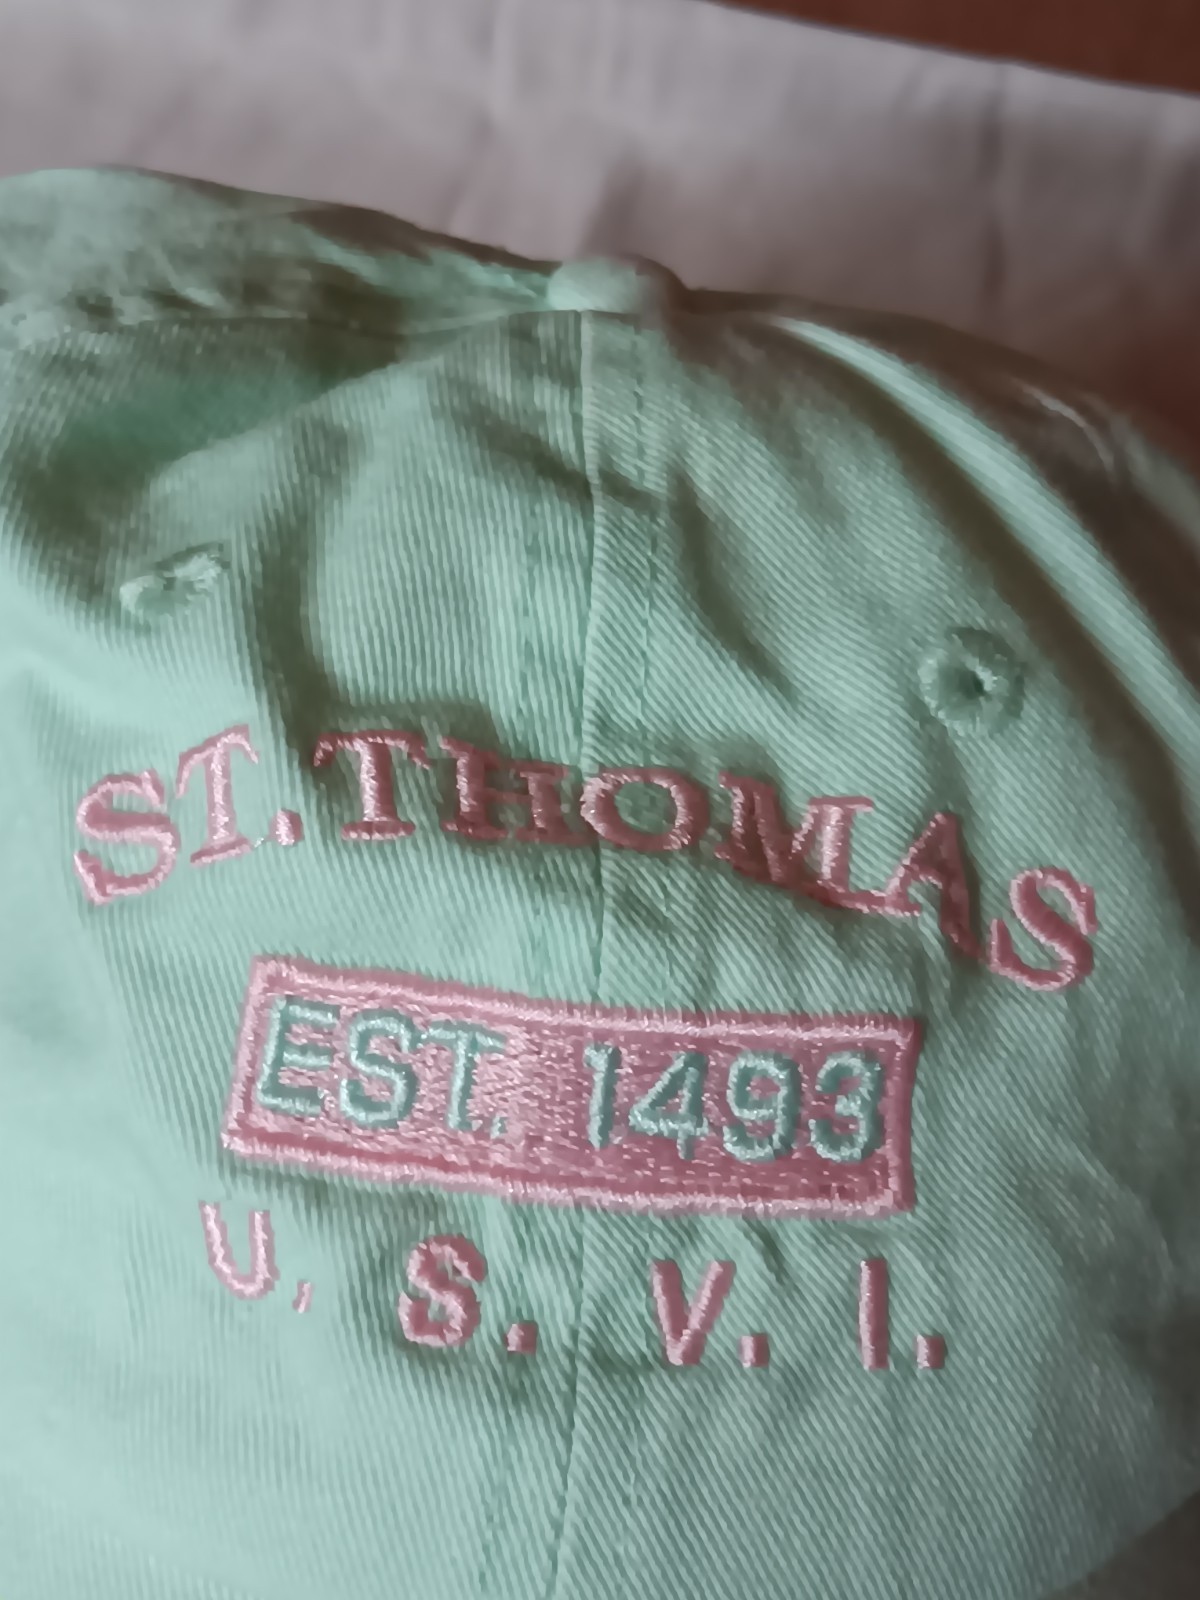 ST. THOMAS
EST. 1493
U. S. V. I.